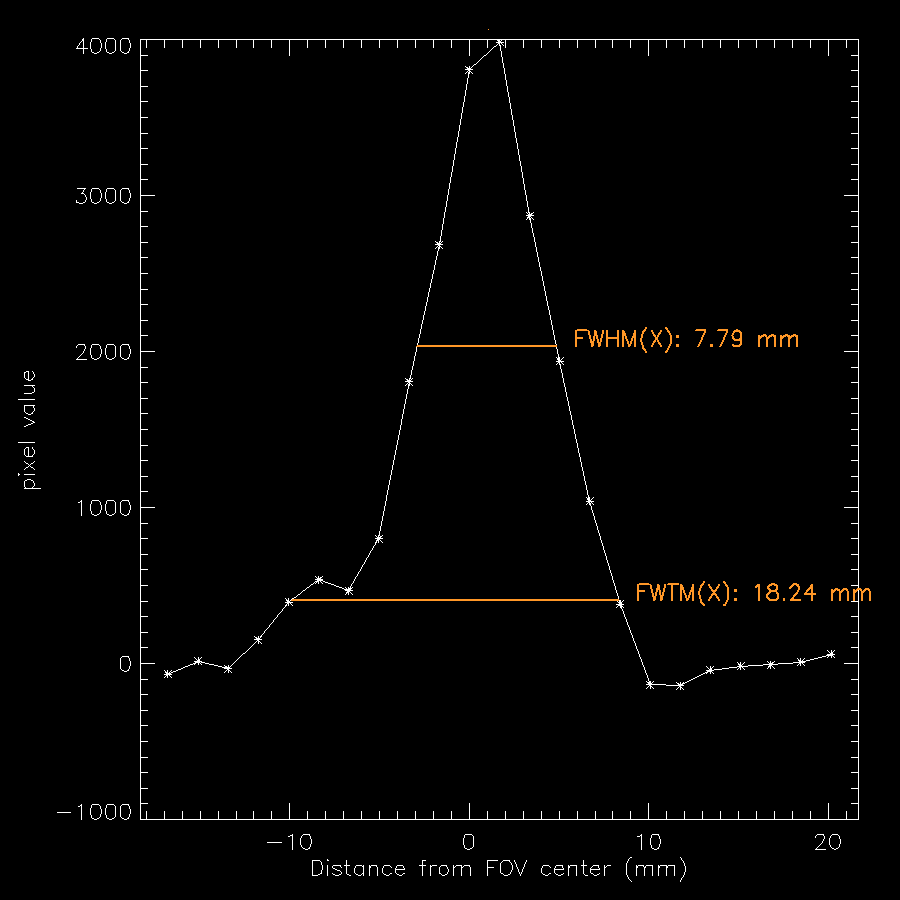 4000
3000
2000
1000
0
−1000
pixel value
FWHM(X): 7.79 mm
FWTM(X): 18.24 mm
−10 0 10 20
Distance from FOV center (mm)